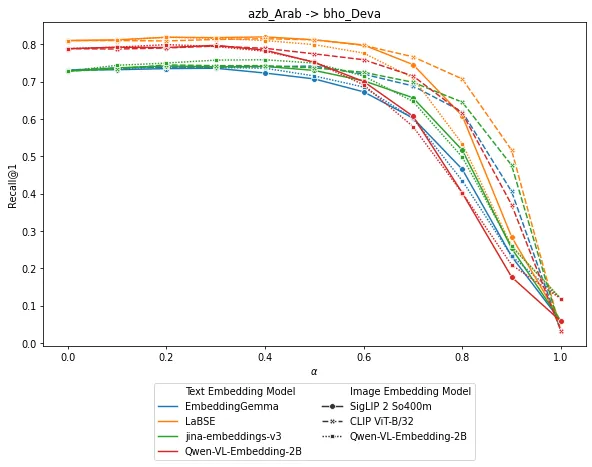 azb_Arab -> bho_Deva
Recall@1
0.8
0.7
0.6
0.5
0.4
0.3
0.2
0.1
0.0
0.0 0.2 0.4 0.6 0.8 1.0
α
Text Embedding Model Image Embedding Model
EmbeddingGemma SigLIP 2 So400m
LaBSE CLIP ViT-B/32
jina-embeddings-v3 Qwen-VL-Embedding-2B
Qwen-VL-Embedding-2B